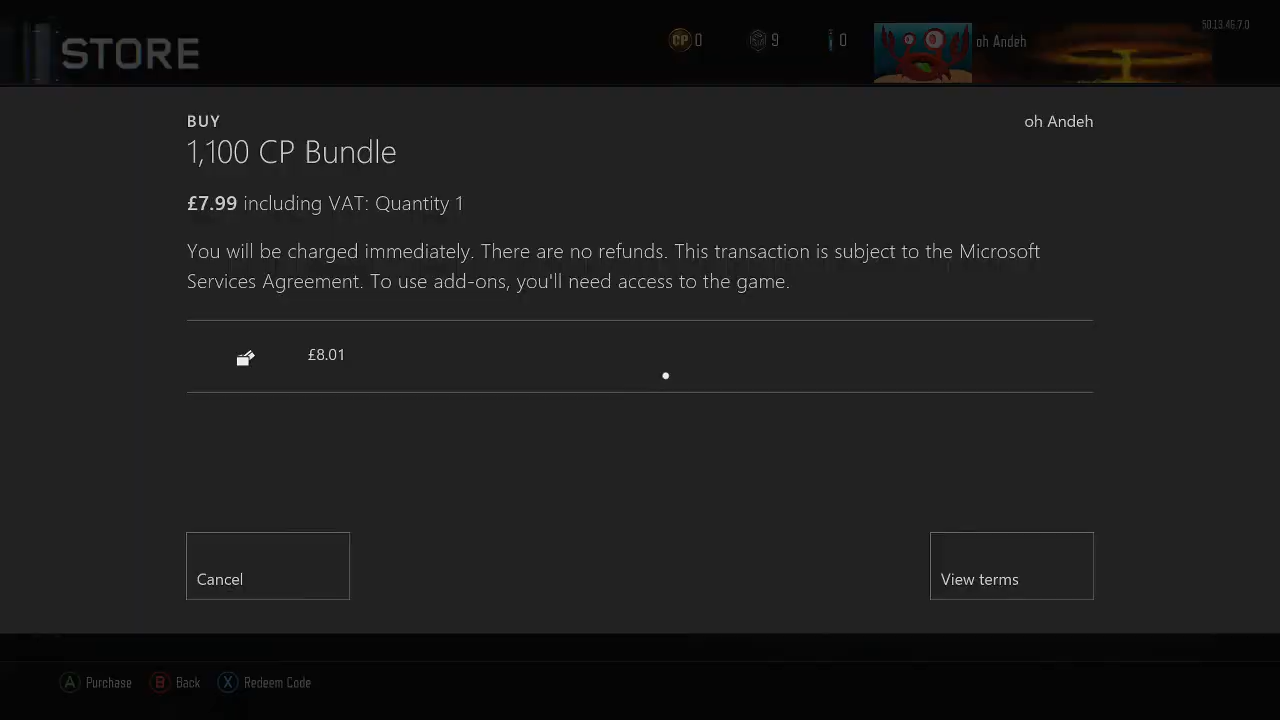 STORE
CP 0 9 0
oh Andeh
50.13.46.7.0
BUY
oh Andeh
1,100 CP Bundle
£7.99 including VAT: Quantity 1
You will be charged immediately. There are no refunds. This transaction is subject to the Microsoft
Services Agreement. To use add-ons, you'll need access to the game.
£8.01
Cancel
View terms
A Purchase B Back X Redeem Code